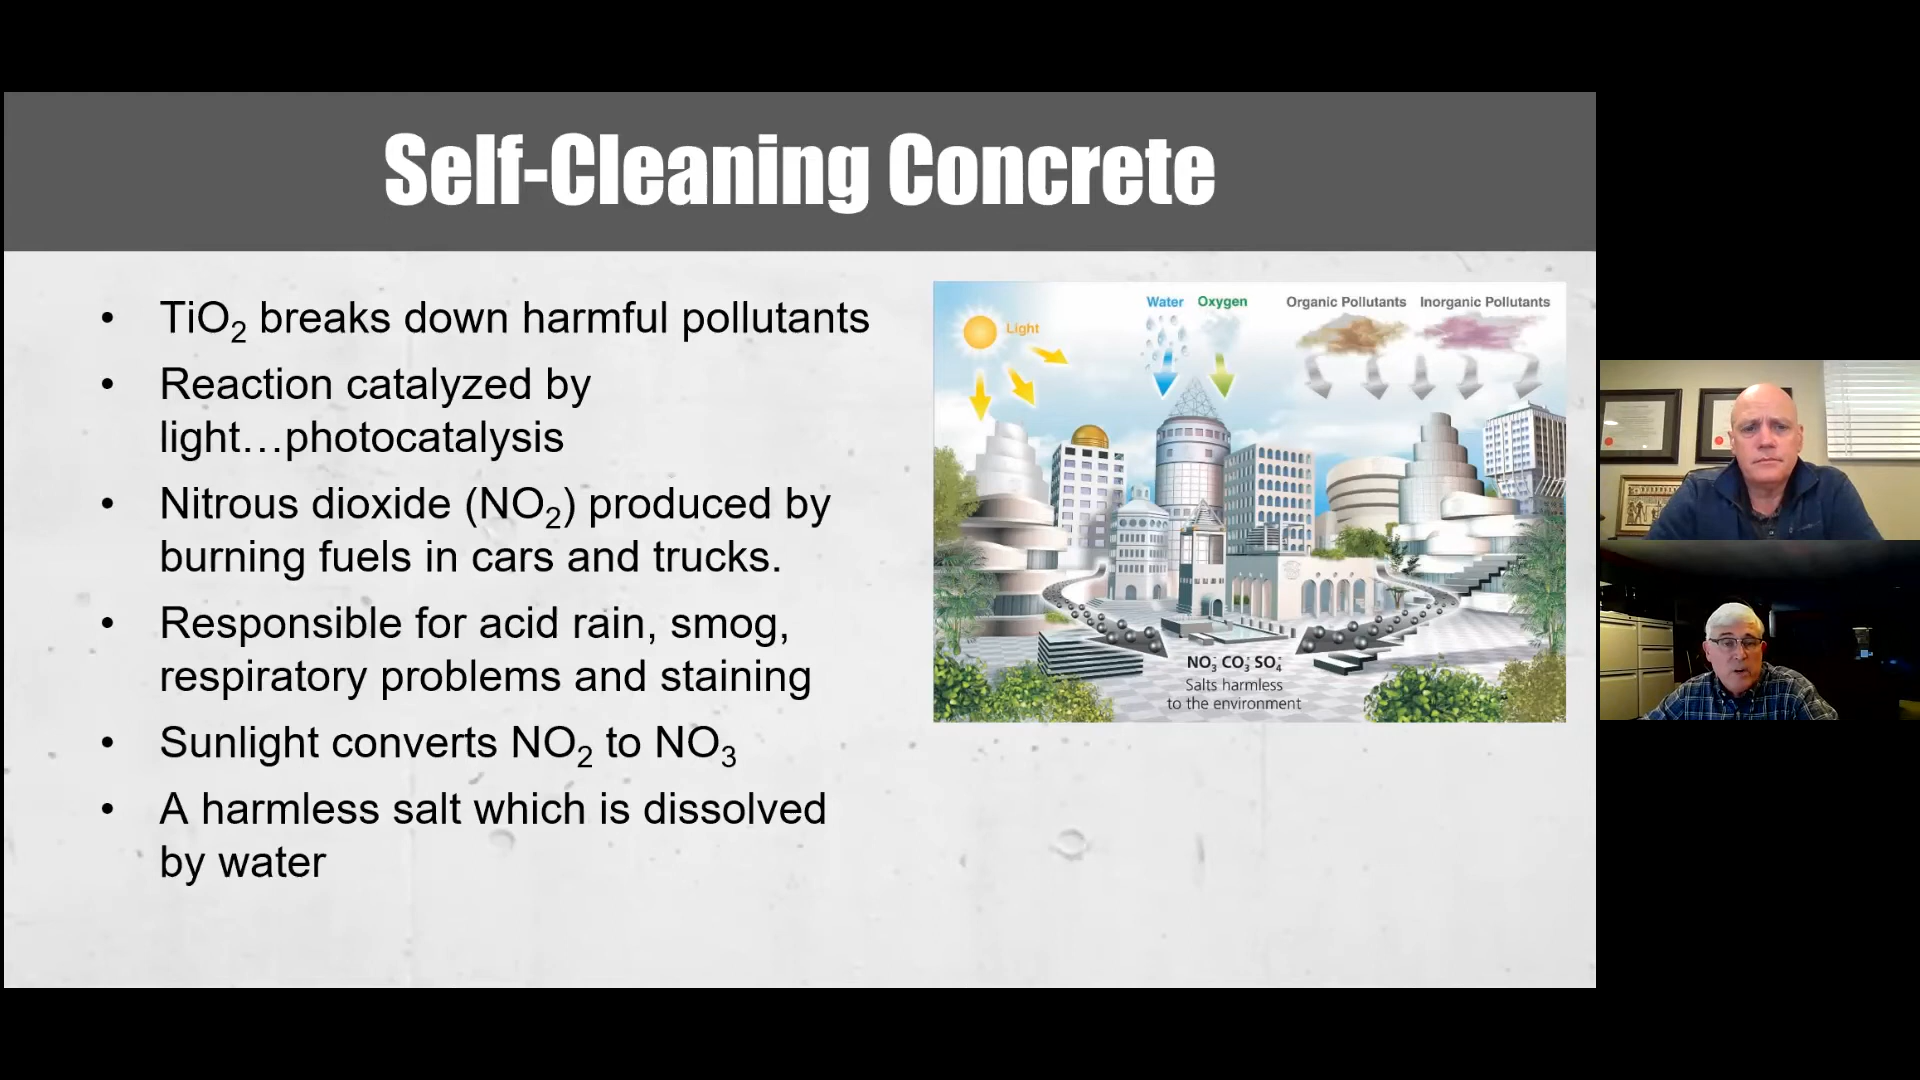 Self-Cleaning Concrete
• TiO₂ breaks down harmful pollutants
• Reaction catalyzed by
light…photocatalysis
• Nitrous dioxide (NO₂) produced by
burning fuels in cars and trucks.
• Responsible for acid rain, smog,
respiratory problems and staining
• Sunlight converts NO₂ to NO₃
• A harmless salt which is dissolved
by water
Light
Water Oxygen
Organic Pollutants Inorganic Pollutants
NO₃⁻ CO₃⁻ SO₄⁻
Salts harmless
to the environment